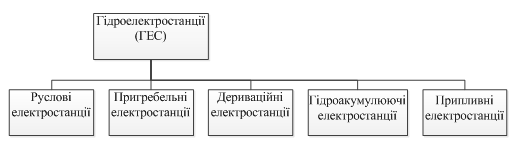 Гідроелектростанції
(ГЕС)
Руслові
електростанції
Пригребельні
електростанції
Дериваційні
електростанції
Гідроакумулюючі
електростанції
Припливні
електростанції